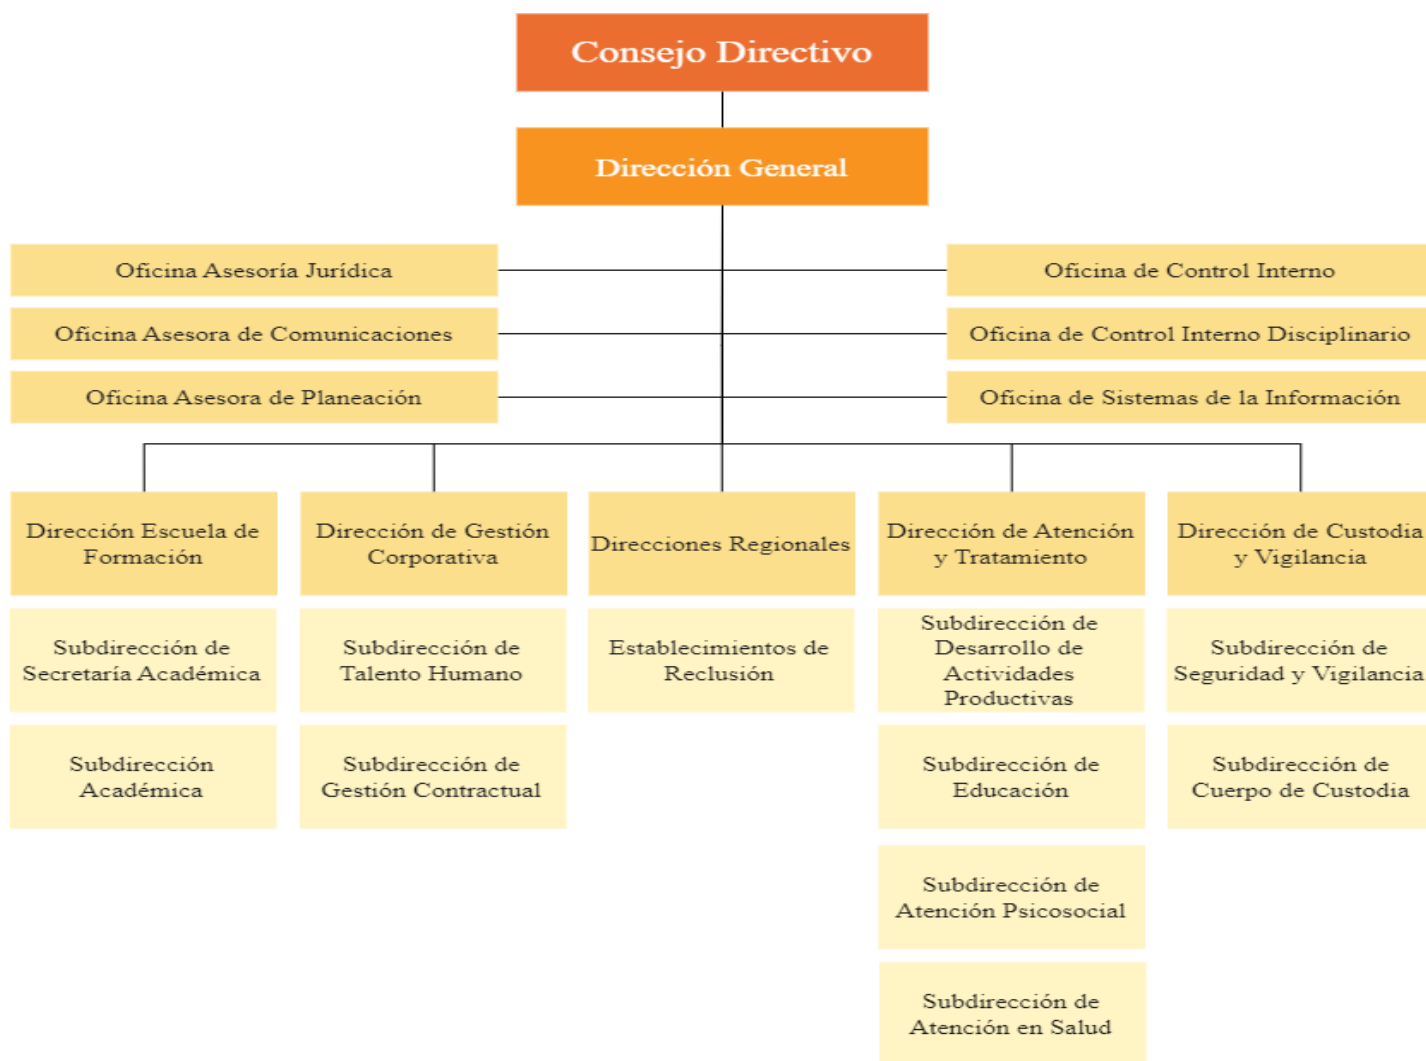 Consejo Directivo
Dirección General
Oficina Asesoría Jurídica
Oficina de Control Interno
Oficina Asesora de Comunicaciones
Oficina de Control Interno Disciplinario
Oficina Asesora de Planeación
Oficina de Sistemas de la Información
Dirección Escuela de
Formación
Dirección de Gestión
Corporativa
Direcciones Regionales
Dirección de Atención
y Tratamiento
Dirección de Custodia
y Vigilancia
Subdirección de
Secretaría Académica
Subdirección de
Talento Humano
Establecimientos de
Reclusión
Subdirección de
Desarrollo de
Actividades
Productivas
Subdirección de
Seguridad y Vigilancia
Subdirección
Académica
Subdirección de
Gestión Contractual
Subdirección de
Educación
Subdirección de
Cuerpo de Custodia
Subdirección de
Atención Psicosocial
Subdirección de
Atención en Salud